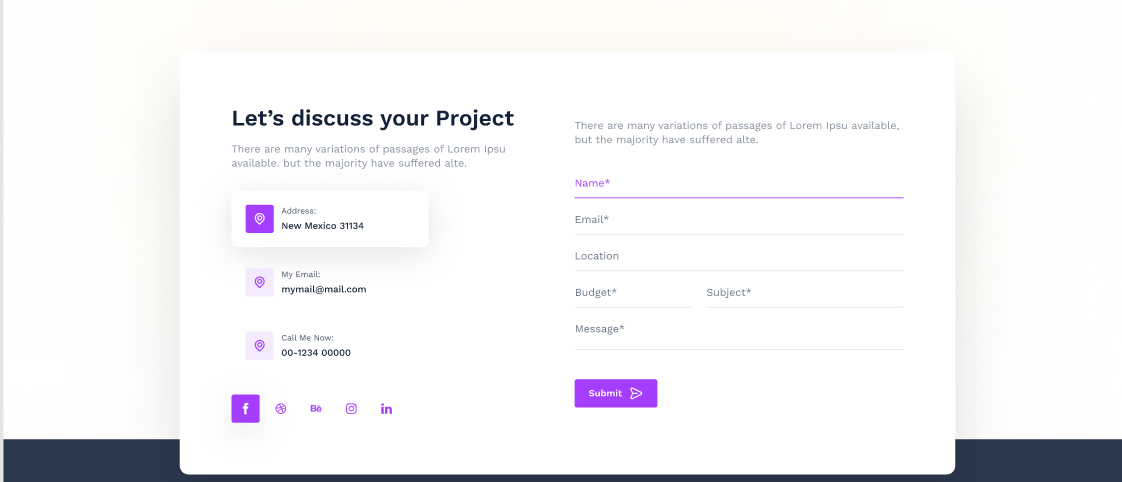 Let's discuss your Project
There are many variations of passages of Lorem Ipsu
available. but the majority have suffered alte.
Address:
New Mexico 31134
My Email:
mymail@mail.com
Call Me Now:
00-1234 00000
f
Bē
in
There are many variations of passages of Lorem Ipsu available,
but the majority have suffered alte.
Name*
Email*
Location
Budget* Subject*
Message*
Submit